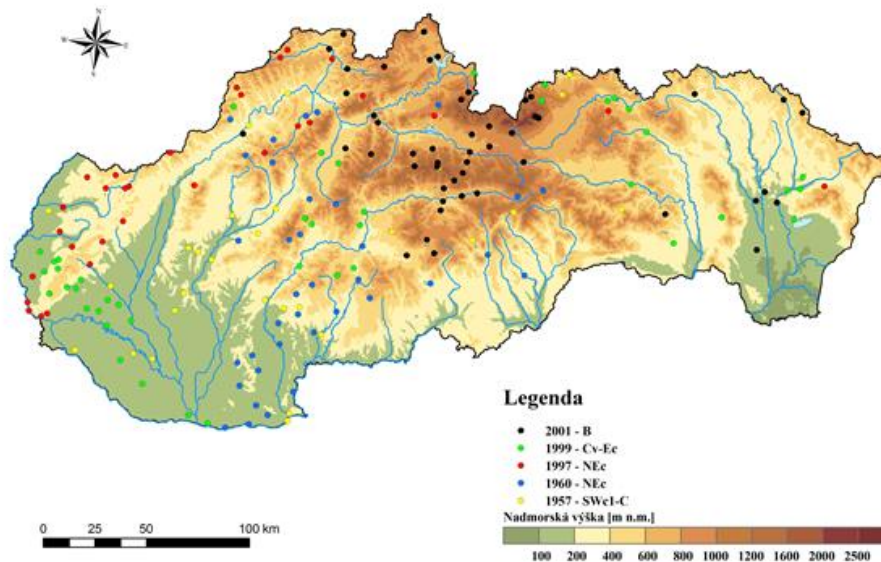 N
W
E
S
Legenda
2001 - B
1999 - Cv-Ec
1997 - NEc
1960 - NEc
1957 - SWc1-C
Nadmorská výška [m n.m.]
100 200 400 600 800 1000 1600 2000 2500
0 25 50 100 km